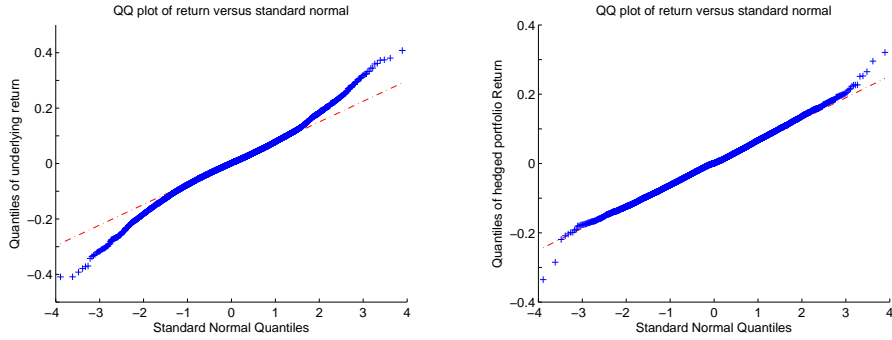 QQ plot of return versus standard normal
0.4
0.2
0
−0.2
−0.4
Quantiles of underlying return
−4 −3 −2 −1 0 1 2 3 4
Standard Normal Quantiles
QQ plot of return versus standard normal
0.4
0.2
0
−0.2
−0.4
Quantiles of hedged portfolio Return
−4 −3 −2 −1 0 1 2 3 4
Standard Normal Quantiles